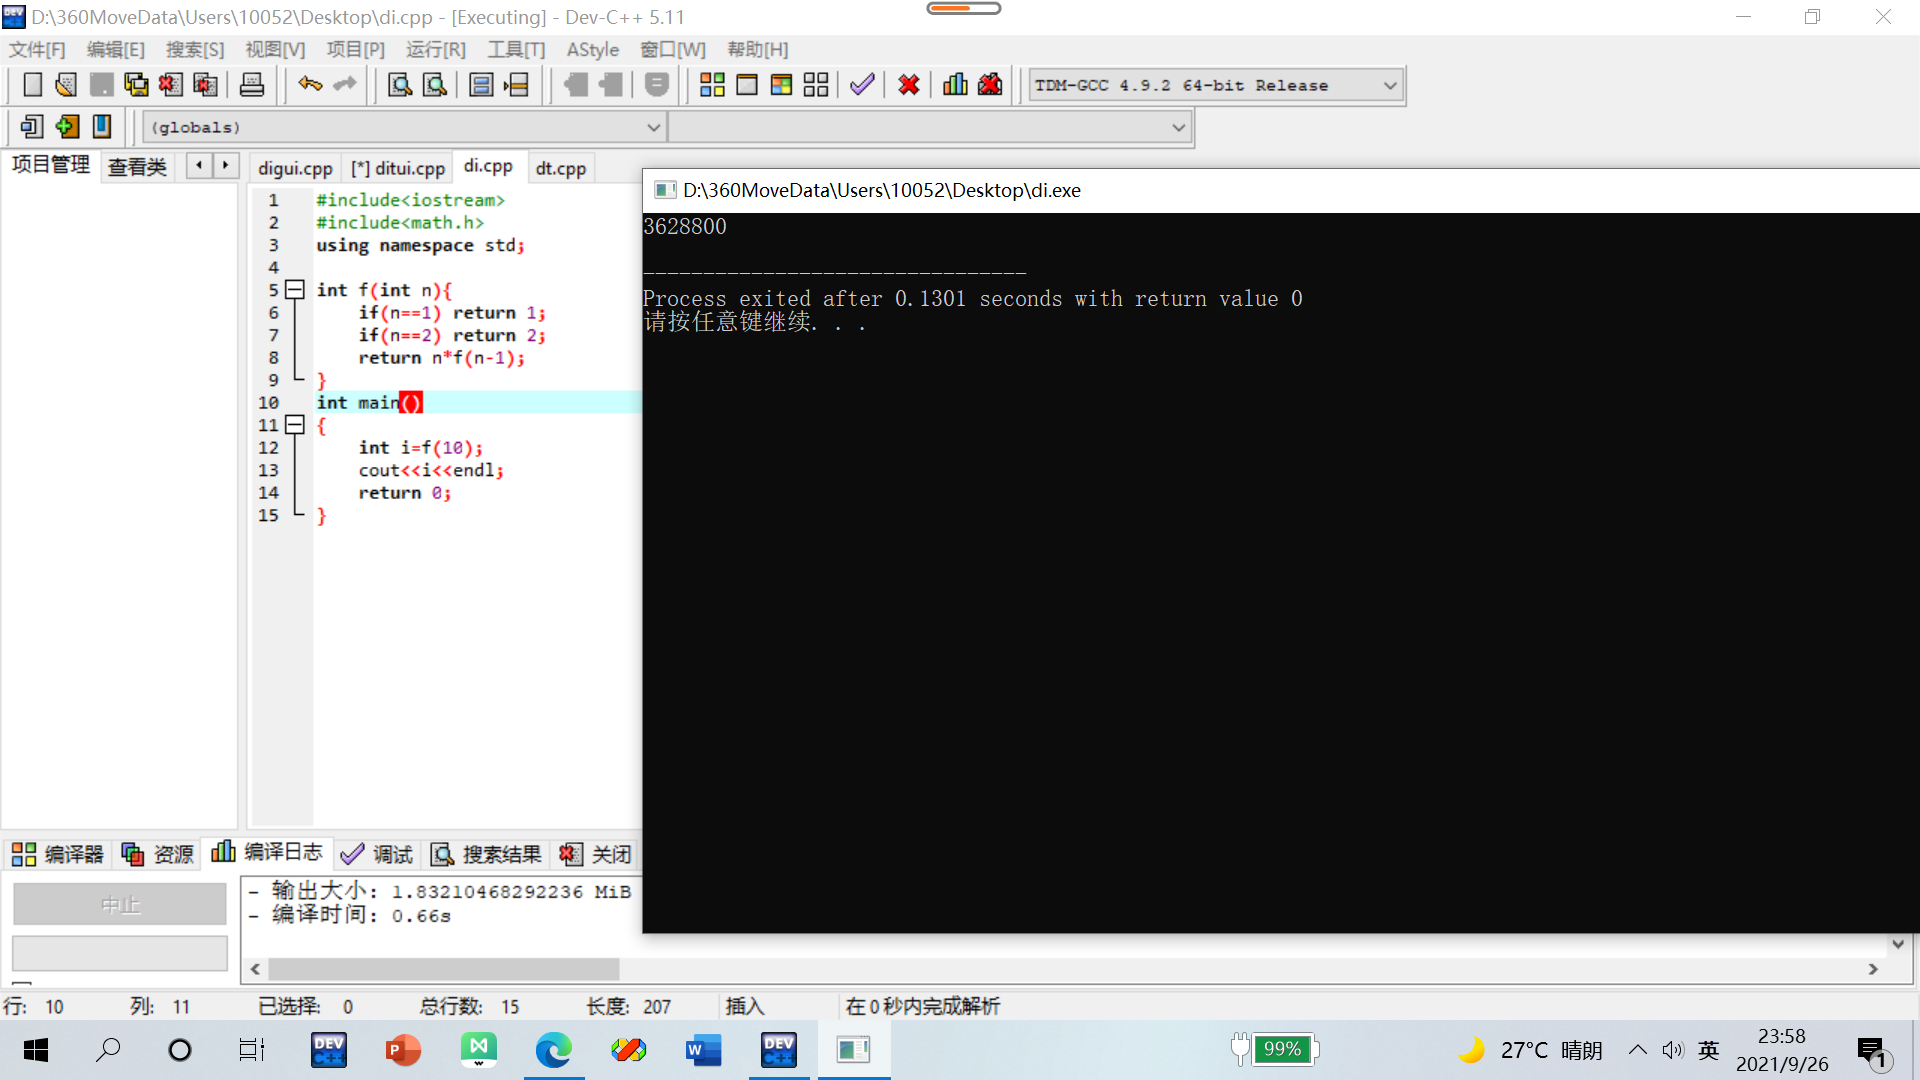 D:\360MoveData\Users\10052\Desktop\di.cpp - [Executing] - Dev-C++ 5.11
文件[F] 编辑[E] 搜索[S] 视图[V] 项目[P] 运行[R] 工具[T] AStyle 窗口[W] 帮助[H]
TDM-GCC 4.9.2 64-bit Release
(globals)
项目管理 查看类
digui.cpp [*] ditui.cpp di.cpp dt.cpp
1 #include<iostream>
2 #include<math.h>
3 using namespace std;
4
5 int f(int n){
6 if(n==1) return 1;
7 if(n==2) return 2;
8 return n*f(n-1);
9 }
10 int main()
11 {
12 int i=f(10);
13 cout<<i<<endl;
14 return 0;
15 }
D:\360MoveData\Users\10052\Desktop\di.exe
3628800
--------------------------------
Process exited after 0.1301 seconds with return value 0
请按任意键继续. . .
编译器 资源 编译日志 调试 搜索结果 关闭
中止
- 输出大小: 1.83210468292236 MiB
- 编译时间: 0.66s
行: 10 列: 11 已选择: 0 总行数: 15 长度: 207 插入 在 0 秒内完成解析
DEV C++
P
W
DEV C++
99%
27°C 晴朗
英
23:58
2021/9/26
1